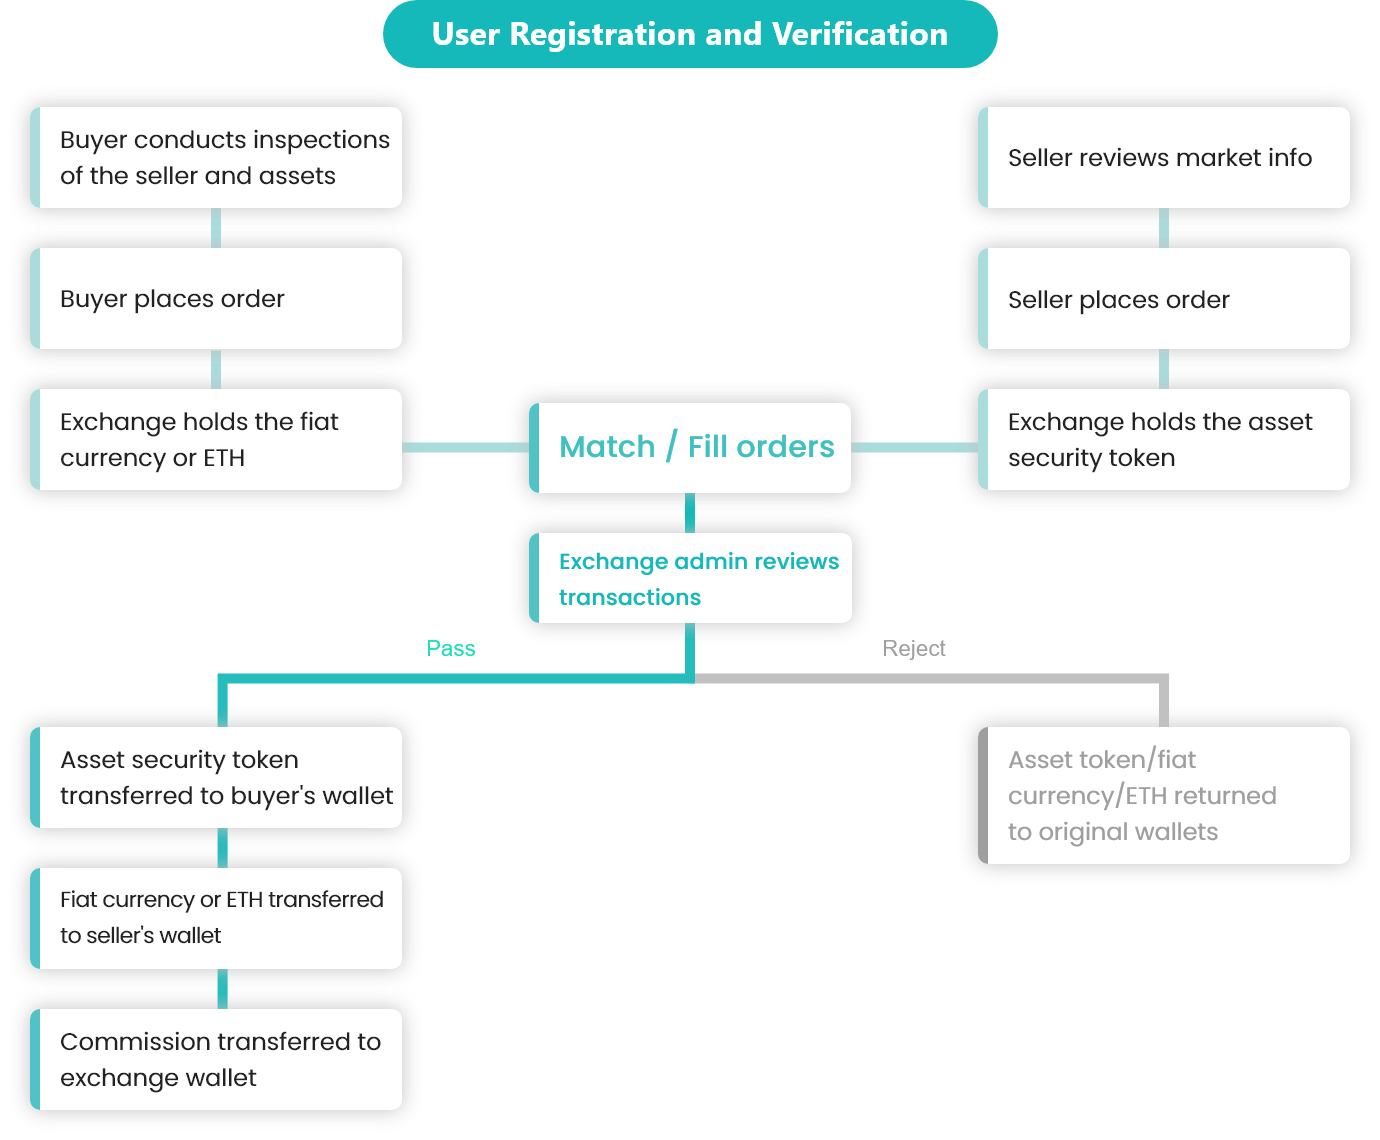 User Registration and Verification
Buyer conducts inspections
of the seller and assets
Seller reviews market info
Buyer places order
Seller places order
Exchange holds the fiat
currency or ETH
Match / Fill orders
Exchange holds the asset
security token
Exchange admin reviews
transactions
Pass
Reject
Asset security token
transferred to buyer's wallet
Asset token/fiat
currency/ETH returned
to original wallets
Fiat currency or ETH transferred
to seller's wallet
Commission transferred to
exchange wallet